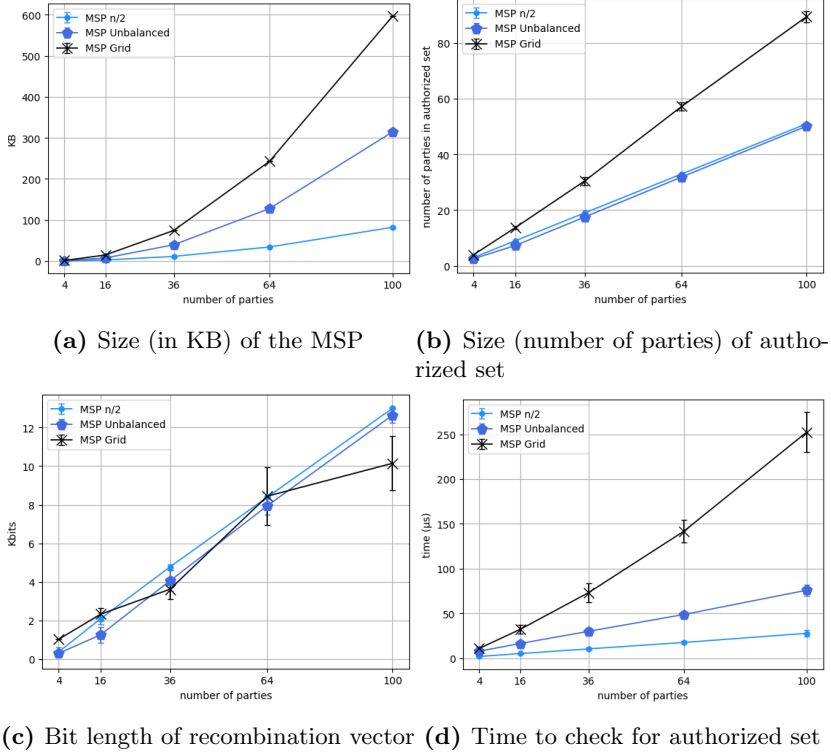 MSP n/2
MSP Unbalanced
MSP Grid
600
500
400
300
200
100
0
KB
4 16 36 64 100
number of parties
(a) Size (in KB) of the MSP
MSP n/2
MSP Unbalanced
MSP Grid
80
60
40
20
0
number of parties in authorized set
4 16 36 64 100
number of parties
(b) Size (number of parties) of autho-
rized set
MSP n/2
MSP Unbalanced
MSP Grid
12
10
8
6
4
2
0
Kbits
4 16 36 64 100
number of parties
(c) Bit length of recombination vector
MSP n/2
MSP Unbalanced
MSP Grid
250
200
150
100
50
0
time (µs)
4 16 36 64 100
number of parties
(d) Time to check for authorized set